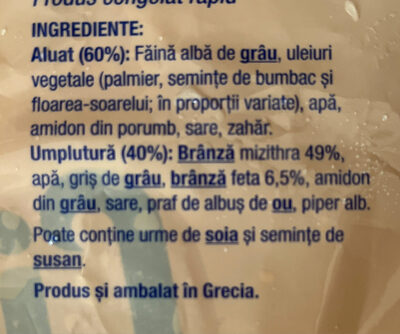 Produs congelat rapid
INGREDIENTE:
Aluat (60%): Făină albă de grâu, uleiuri
vegetale (palmier, semințe de bumbac și
floarea-soarelui; în proporții variate), apă,
amidon din porumb, sare, zahăr.
Umplutură (40%): Brânză mizithra 49%,
apă, griș de grâu, brânză feta 6,5%, amidon
din grâu, sare, praf de albuș de ou, piper alb.
Poate conține urme de soia și semințe de
susan.
Produs și ambalat în Grecia.